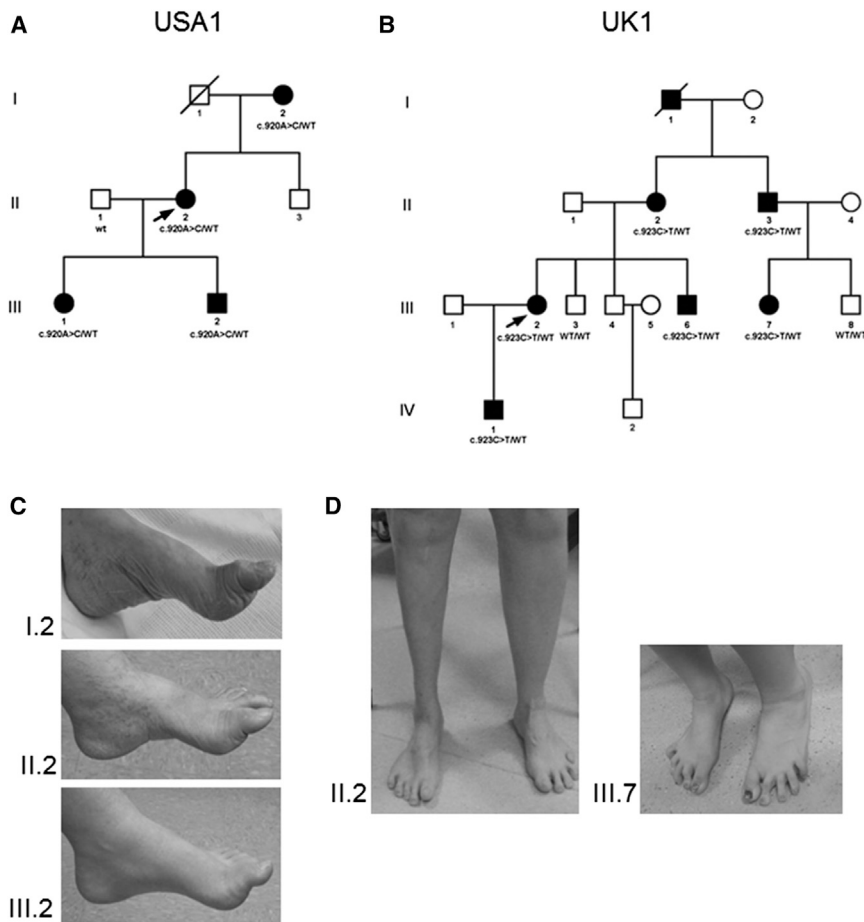 A
USA1
I
1
2
c.920A>C/WT
II
1
wt
2
c.920A>C/WT
3
III
1
c.920A>C/WT
2
c.920A>C/WT
B
UK1
I
1
2
II
1
2
c.923C>T/WT
3
c.923C>T/WT
4
III
1
2
c.923C>T/WT
3
WT/WT
4
5
6
c.923C>T/WT
7
c.923C>T/WT
8
WT/WT
IV
1
c.923C>T/WT
2
C
I.2
II.2
III.2
D
II.2
III.7